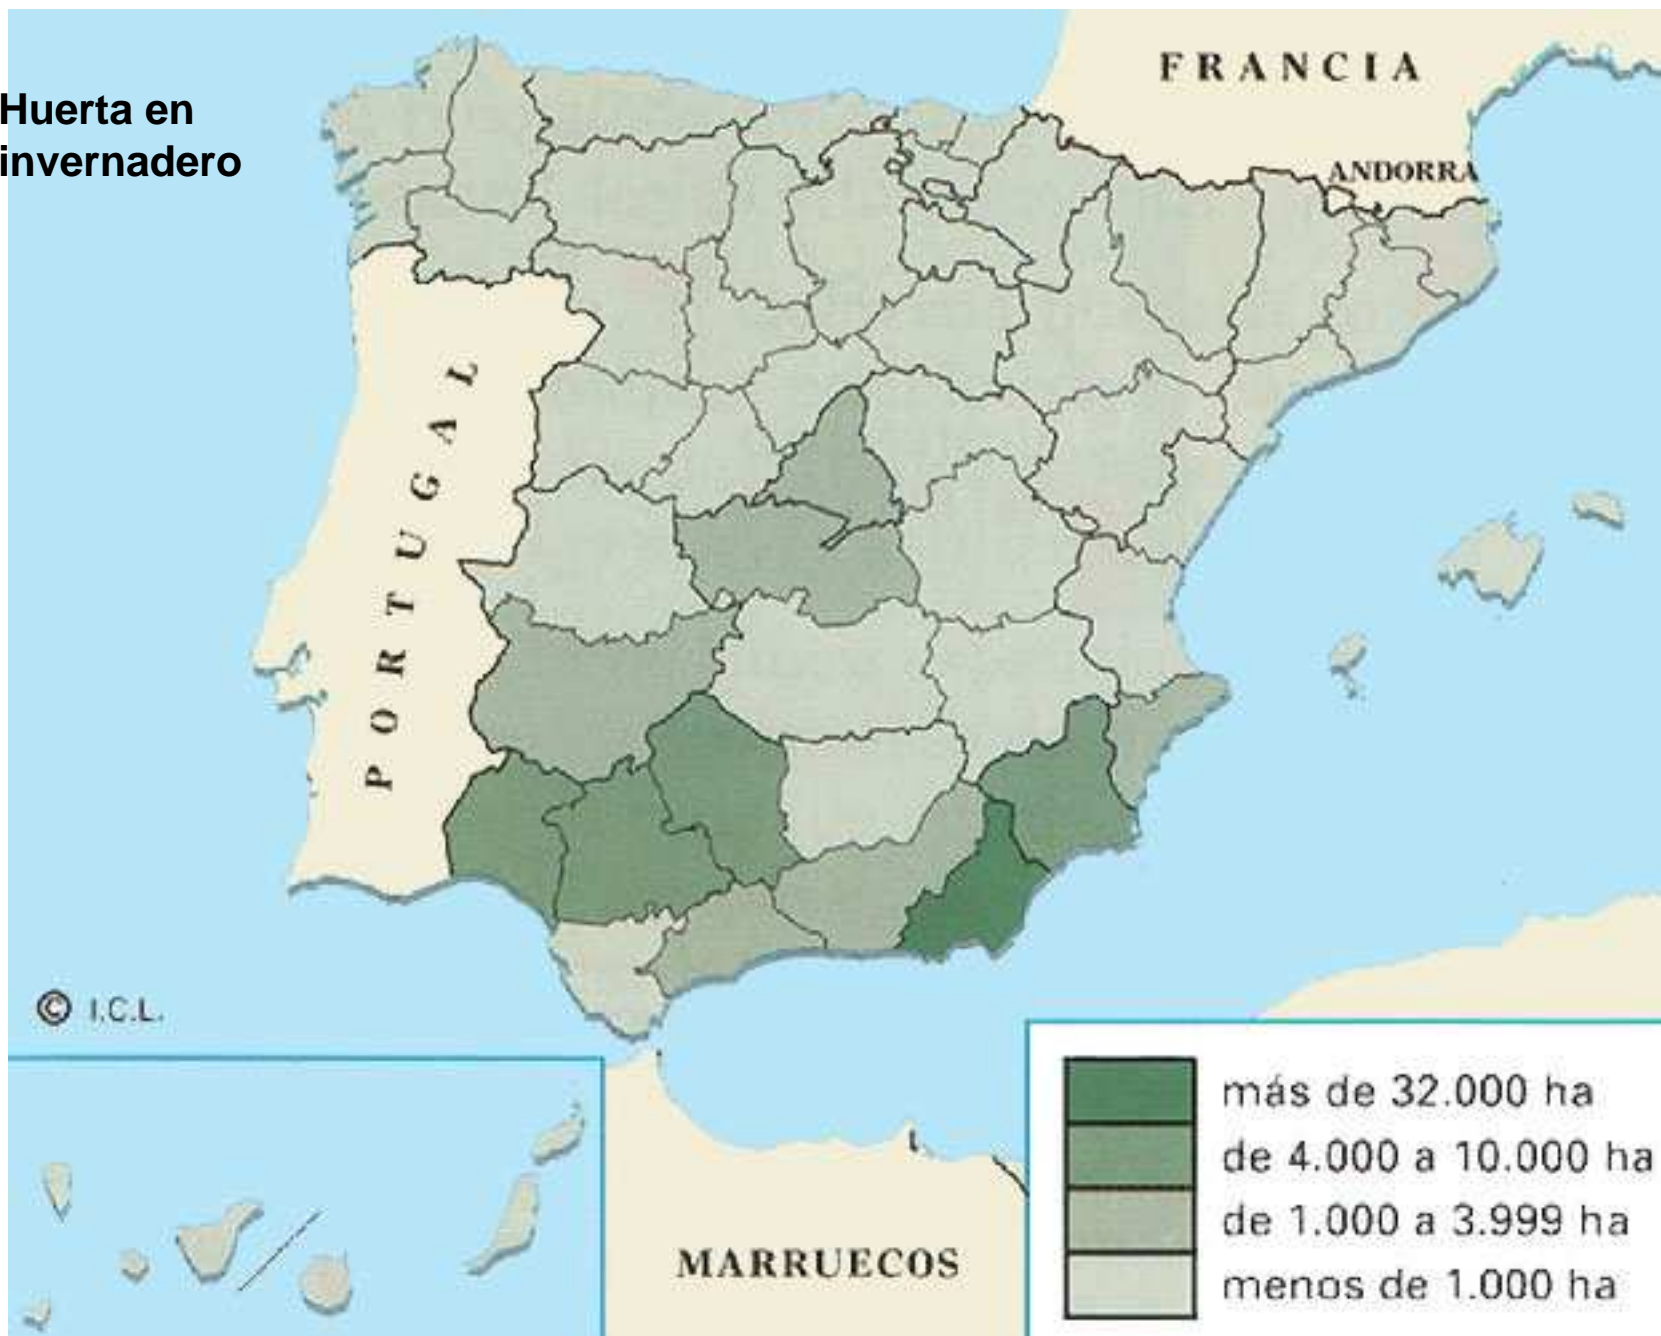 Huerta en
invernadero
FRANCIA
ANDORRA
PORTUGAL
© I.C.L.
MARRUECOS
más de 32.000 ha
de 4.000 a 10.000 ha
de 1.000 a 3.999 ha
menos de 1.000 ha